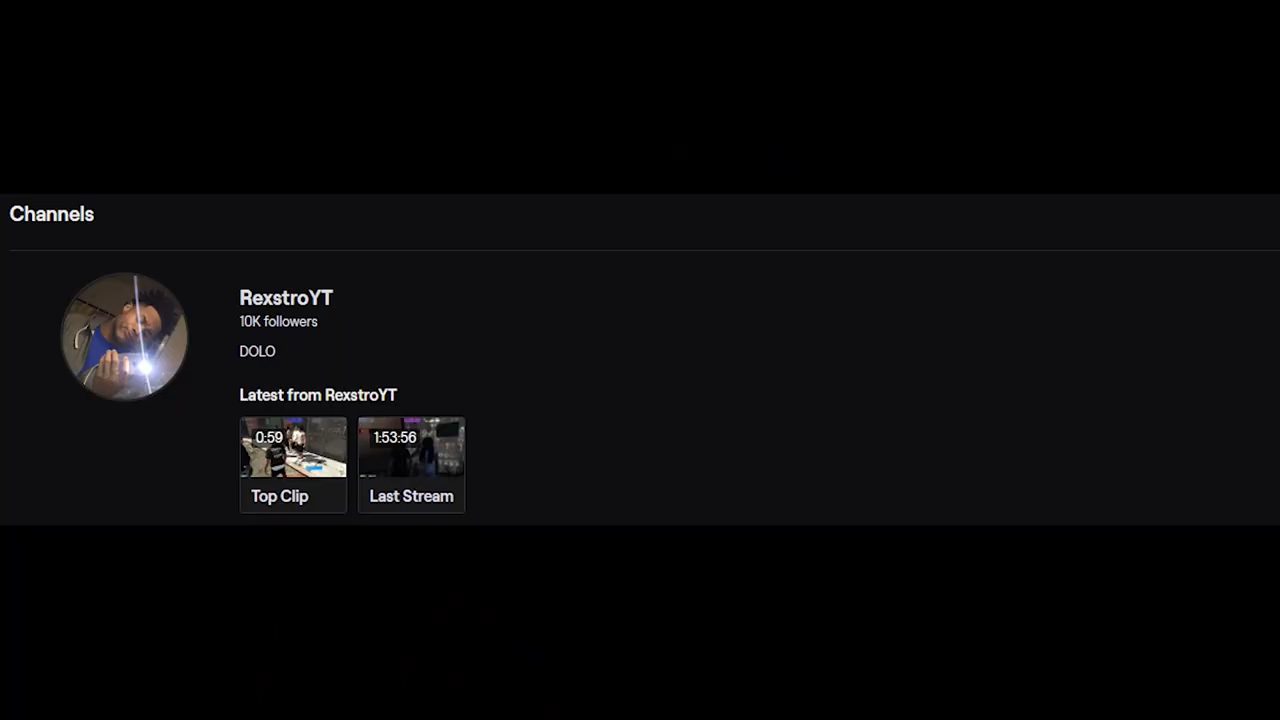 Channels
RexstroYT
10K followers
DOLO
Latest from RexstroYT
0:59
1:53:56
Top Clip
Last Stream